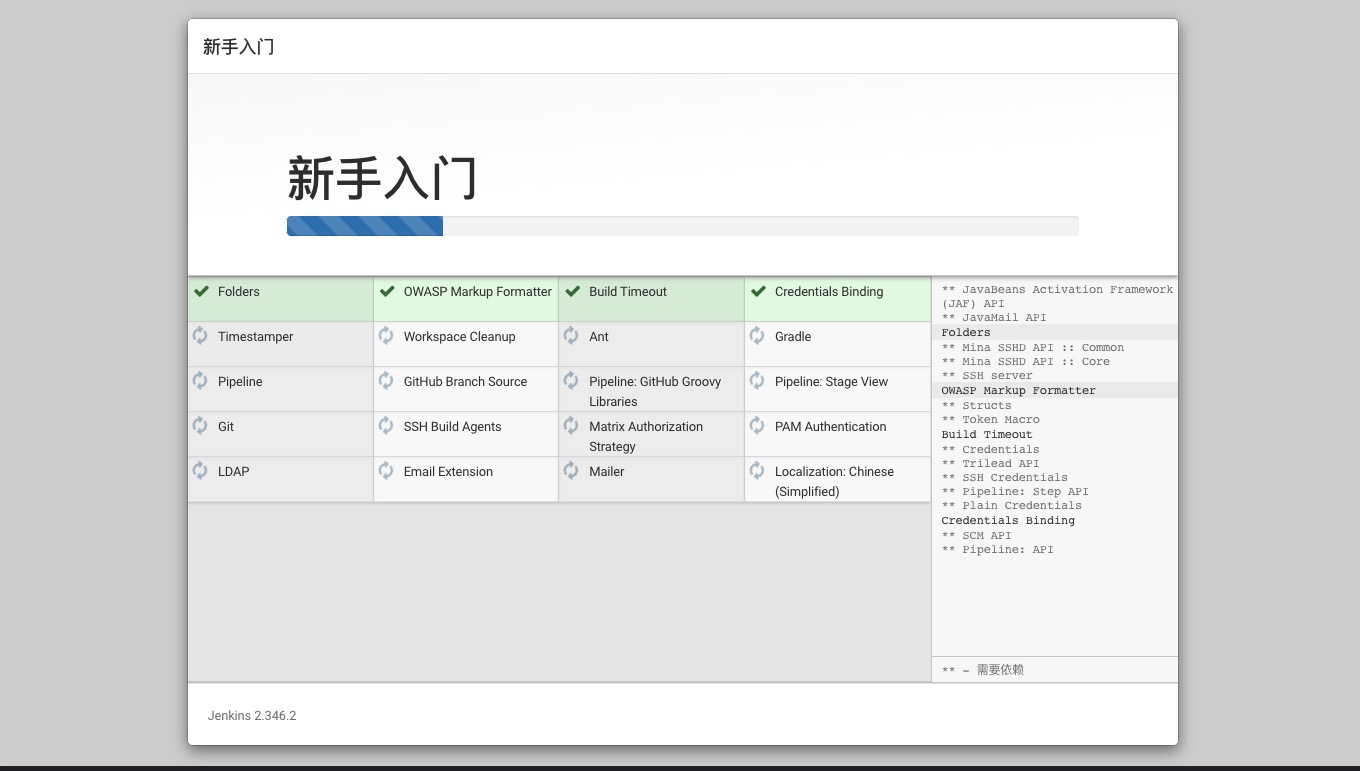 新手入门
新手入门
Folders
OWASP Markup Formatter
Build Timeout
Credentials Binding
Timestamper
Workspace Cleanup
Ant
Gradle
Pipeline
GitHub Branch Source
Pipeline: GitHub Groovy
Libraries
Pipeline: Stage View
Git
SSH Build Agents
Matrix Authorization
Strategy
PAM Authentication
LDAP
Email Extension
Mailer
Localization: Chinese
(Simplified)
** JavaBeans Activation Framework
(JAF) API
** JavaMail API
Folders
** Mina SSHD API :: Common
** Mina SSHD API :: Core
** SSH server
OWASP Markup Formatter
** Structs
** Token Macro
Build Timeout
** Credentials
** Trilead API
** SSH Credentials
** Pipeline: Step API
** Plain Credentials
Credentials Binding
** SCM API
** Pipeline: API
** - 需要依赖
Jenkins 2.346.2